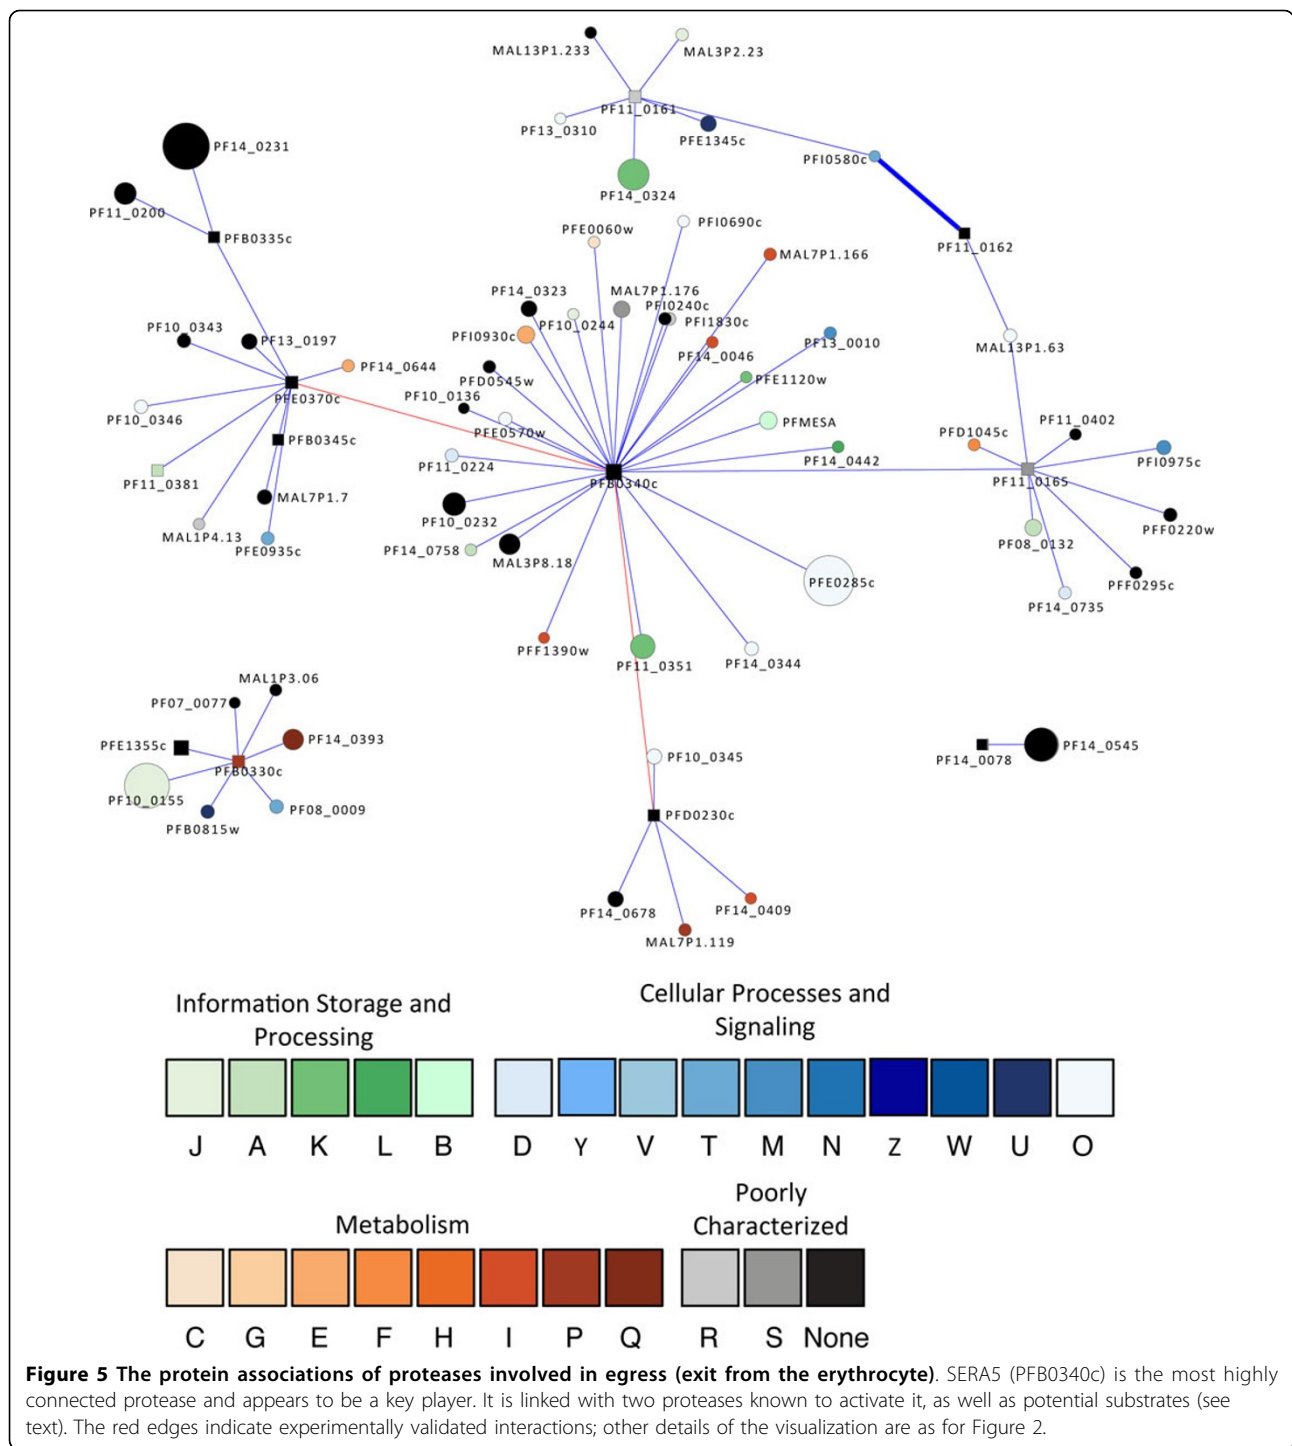 MAL13P1.233
MAL3P2.23
PF11_0161
PF13_0310
PFE1345c
PF14_0231
PFI0580c
PF14_0324
PF11_0200
PFI0690c
PFE0060w
PFB0335c
PF11_0162
MAL7P1.166
PF14_0323
MAL7P1.176
PFI0240c
PF10_0343
PF10_0244
PFI1830c
PF13_0197
PFI0930c
PF13_0010
PF14_0046
MAL13P1.63
PF14_0644
PFD0545w
PFE1120w
PFE0370c
PF10_0136
PF10_0346
PF11_0402
PFMESA
PFE0570w
PFD1045c
PFB0345c
PF14_0442
PFI0975c
PF11_0224
PF11_0381
PFB0340c
PF11_0165
MAL7P1.7
PF10_0232
PFF0220w
MAL1P4.13
PF08_0132
PFE0935c
PF14_0758
MAL3P8.18
PFE0285c
PFF0295c
PF14_0735
PFF1390w
PF11_0351
PF14_0344
MAL1P3.06
PF07_0077
PF14_0393
PFE1355c
PF14_0545
PF10_0345
PF14_0078
PFB0330c
PF10_0155
PF08_0009
PFD0230c
PFB0815w
PF14_0678
PF14_0409
MAL7P1.119
Information Storage and
Processing
Cellular Processes and
Signaling
J A K L B D Y V T M N Z W U O
Metabolism
Poorly
Characterized
C G E F H I P Q R S None
Figure 5 The protein associations of proteases involved in egress (exit from the erythrocyte). SERA5 (PFB0340c) is the most highly
connected protease and appears to be a key player. It is linked with two proteases known to activate it, as well as potential substrates (see
text). The red edges indicate experimentally validated interactions; other details of the visualization are as for Figure 2.